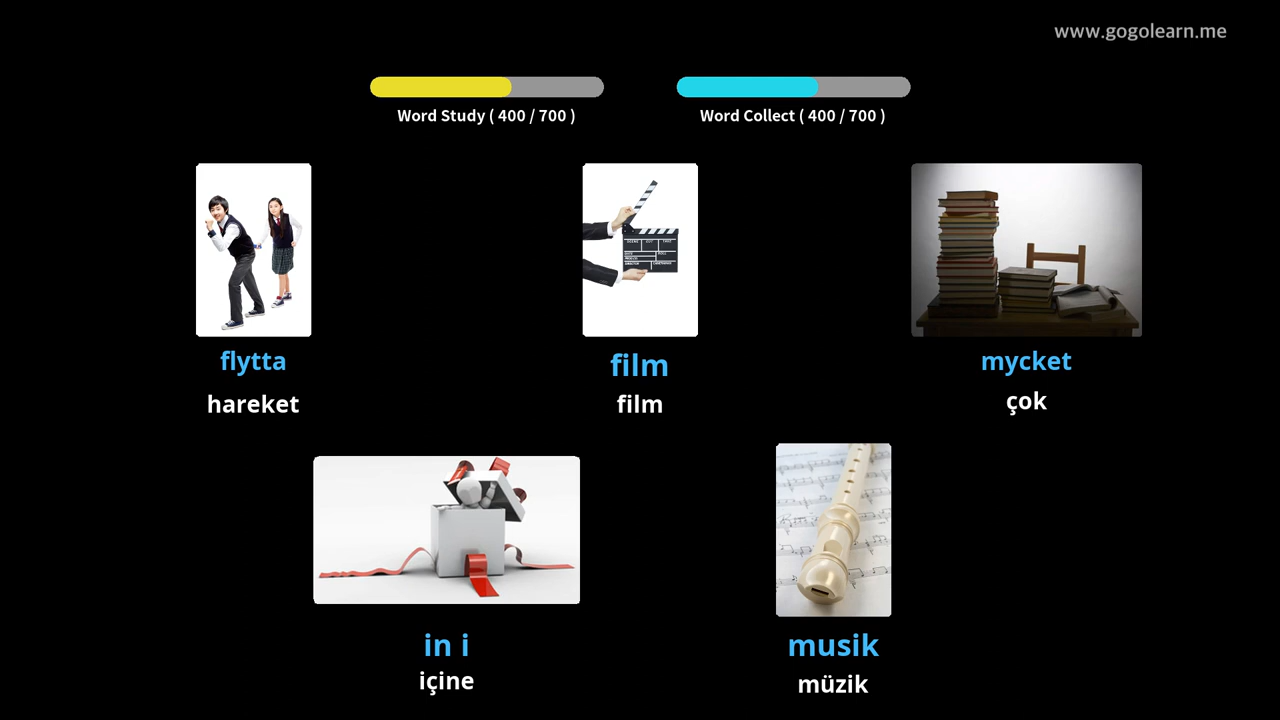 www.gogolearn.me
Word Study ( 400 / 700 )
Word Collect ( 400 / 700 )
flytta
hareket
film
film
mycket
çok
in i
içine
musik
müzik